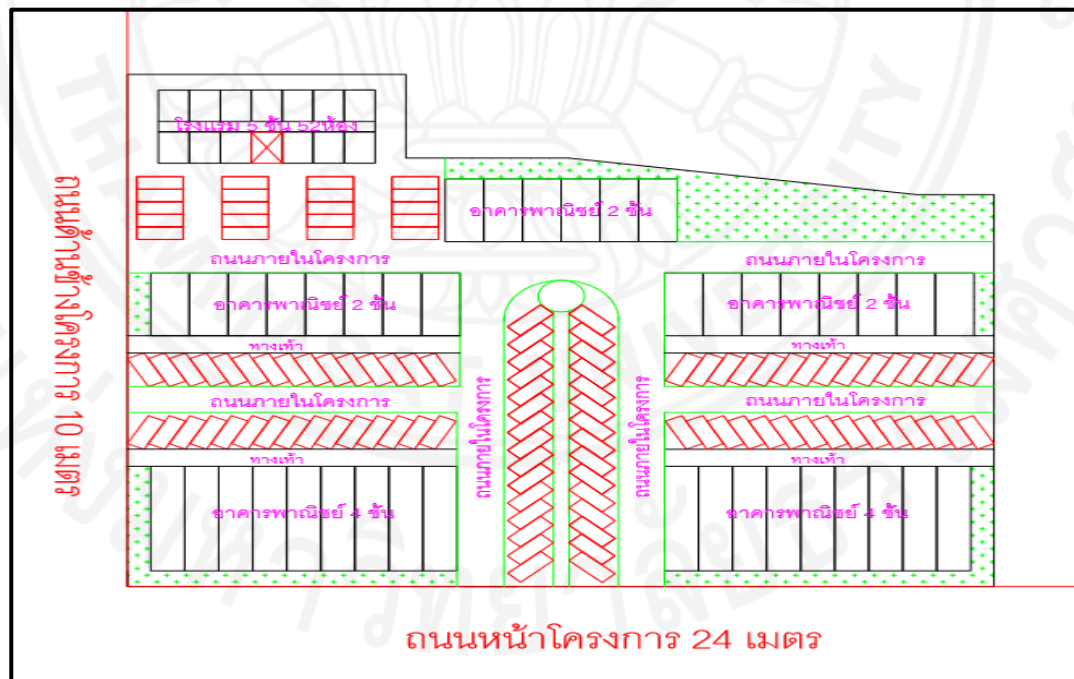 โรงแรม 5 ชั้น 52ห้อง
อาคารพาณิชย์ 2 ชั้น
ถนนภายในโครงการ
ถนนภายในโครงการ
อาคารพาณิชย์ 2 ชั้น
อาคารพาณิชย์ 2 ชั้น
ทางเท้า
ทางเท้า
ถนนภายในโครงการ
ถนนภายในโครงการ
ถนนภายในโครงการ
ถนนภายในโครงการ
ทางเท้า
ทางเท้า
อาคารพาณิชย์ 4 ชั้น
อาคารพาณิชย์ 4 ชั้น
ถนนด้านข้างโครงการ 10 เมตร
ถนนหน้าโครงการ 24 เมตร